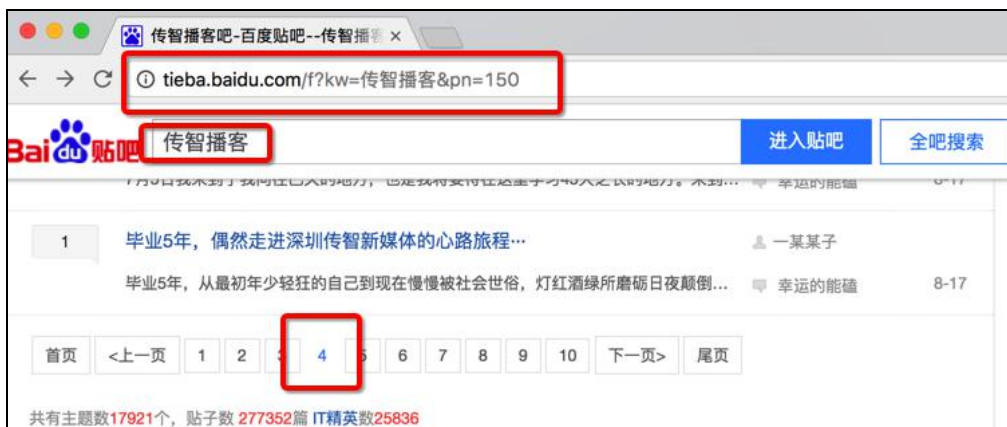 传智播客吧-百度贴吧--传智播
tieba.baidu.com/f?kw=传智播客&pn=150
Bai du 贴吧 传智播客 进入贴吧 全吧搜索
幸运的能磕 8-17
1 毕业5年，偶然走进深圳传智新媒体的心路旅程… 一某某子
毕业5年，从最初年少轻狂的自己到现在慢慢被社会世俗，灯红酒绿所磨砺日夜颠倒... 幸运的能磕 8-17
首页 <上一页 1 2 3 4 5 6 7 8 9 10 下一页> 尾页
共有主题数17921个，贴子数 277352篇 IT精英数25836